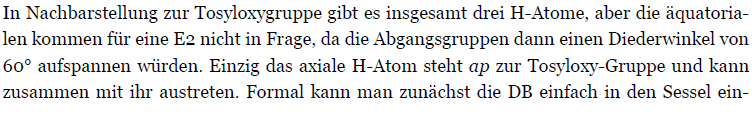 In Nachbarstellung zur Tosyloxygruppe gibt es insgesamt drei H-Atome, aber die äquatoria-
len kommen für eine E2 nicht in Frage, da die Abgangsgruppen dann einen Diederwinkel von
60° aufspannen würden. Einzig das axiale H-Atom steht ap zur Tosyloxy-Gruppe und kann
zusammen mit ihr austreten. Formal kann man zunächst die DB einfach in den Sessel ein-